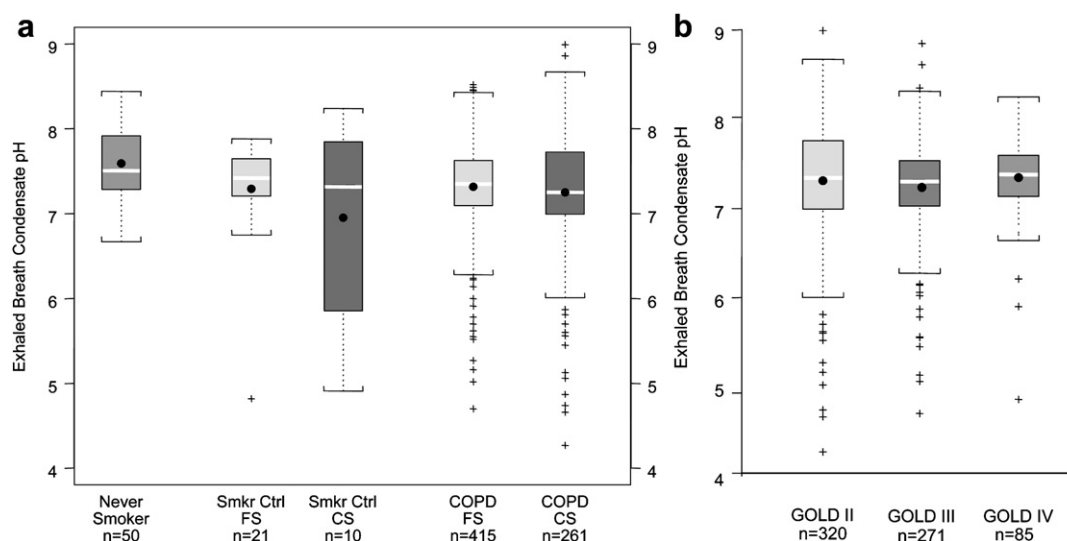 a
Exhaled Breath Condensate pH
9
8
7
6
5
4
9
8
7
6
5
4
Never
Smoker
n=50
Smkr Ctrl
FS
n=21
Smkr Ctrl
CS
n=10
COPD
FS
n=415
COPD
CS
n=261
b
Exhaled Breath Condensate pH
9
8
7
6
5
4
GOLD II
n=320
GOLD III
n=271
GOLD IV
n=85